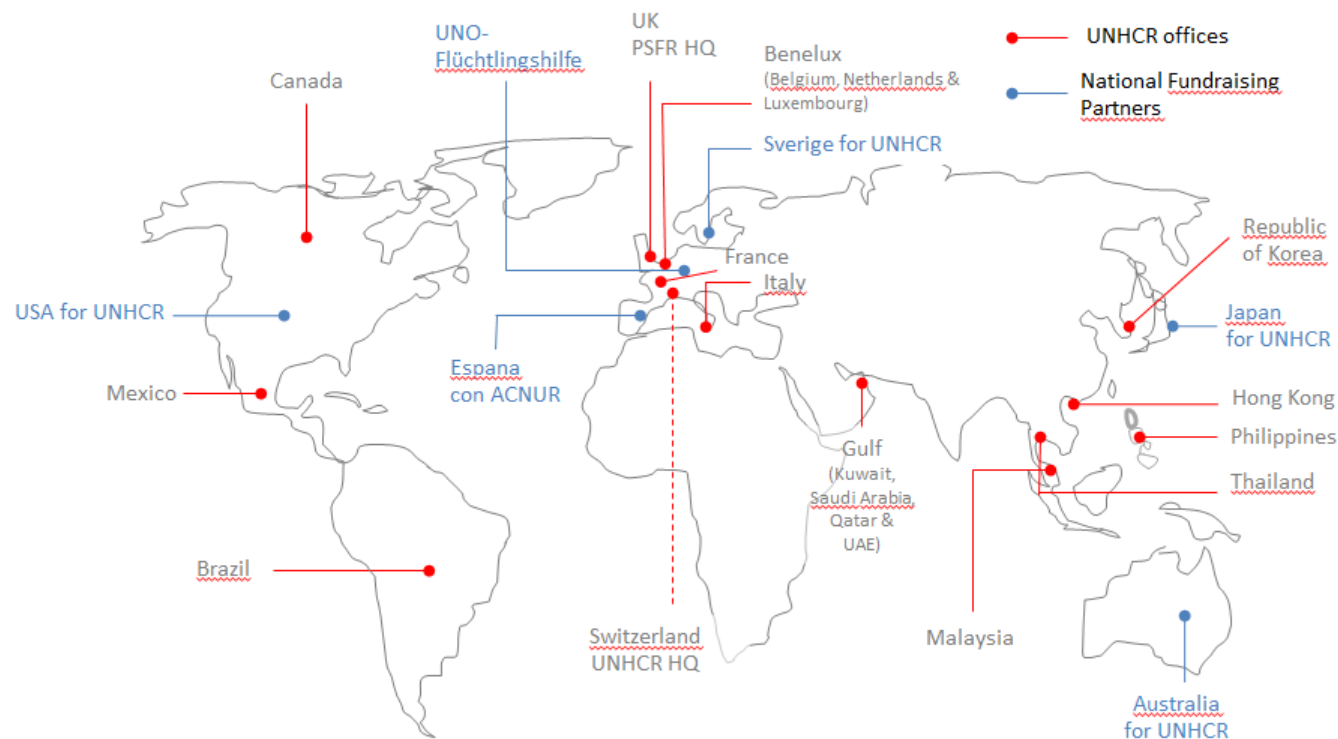 UNO-
Flüchtlingshilfe
UK
PSFR HQ
Benelux
(Belgium, Netherlands &
Luxembourg)
UNHCR offices
National Fundraising
Partners
Canada
Sverige for UNHCR
Republic
of Korea
France
Italy
USA for UNHCR
Japan
for UNHCR
Espana
con ACNUR
Mexico
Hong Kong
Philippines
Gulf
(Kuwait,
Saudi Arabia,
Qatar &
UAE)
Thailand
Brazil
Switzerland
UNHCR HQ
Malaysia
Australia
for UNHCR